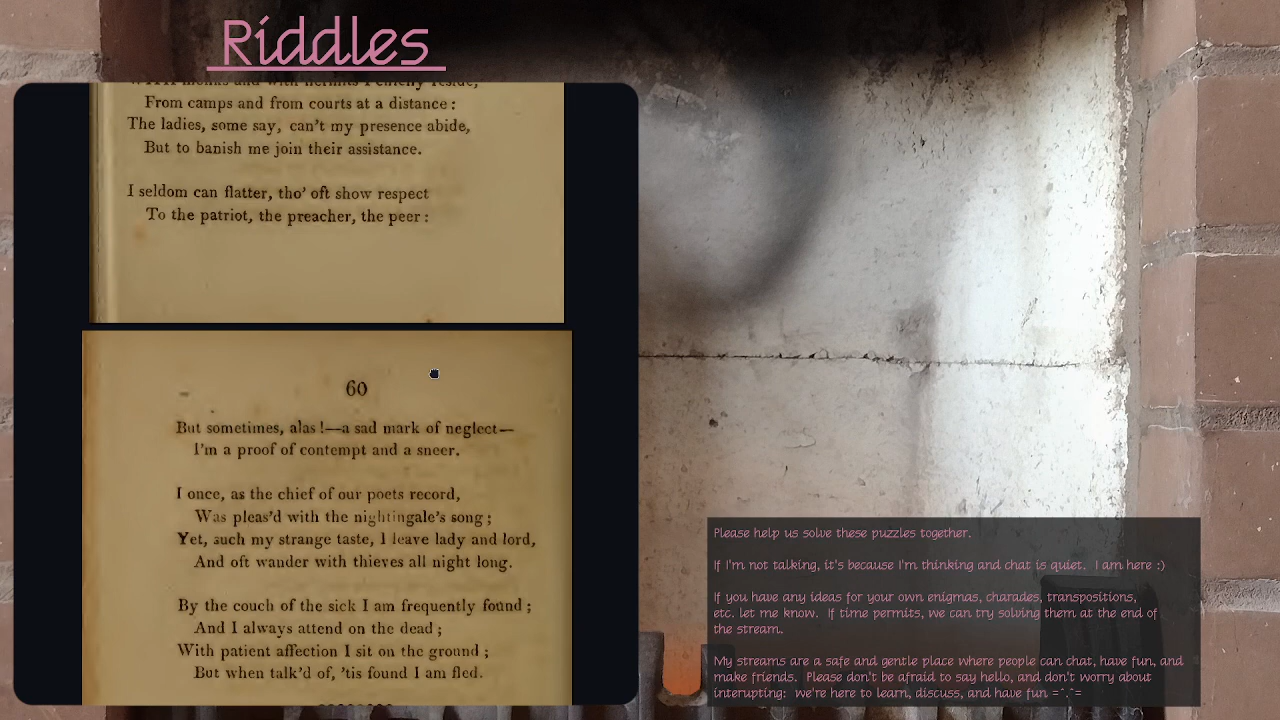 Riddles
With monks and with hermits I chiefly reside,
From camps and from courts at a distance:
The ladies, some say, can't my presence abide,
But to banish me join their assistance.
I seldom can flatter, tho' oft show respect
To the patriot, the preacher, the peer:
60
But sometimes, alas!—a sad mark of neglect—
I'm a proof of contempt and a sneer.
I once, as the chief of our poets record,
Was pleas'd with the nightingale's song;
Yet, such my strange taste, I leave lady and lord,
And oft wander with thieves all night long.
By the couch of the sick I am frequently found;
And I always attend on the dead;
With patient affection I sit on the ground;
But when talk'd of, 'tis found I am fled.
Please help us solve these puzzles together.
If I'm not talking, it's because I'm thinking and chat is quiet. I am here :)
If you have any ideas for your own enigmas, charades, transpositions,
etc. let me know. If time permits, we can try solving them at the end of
the stream.
My streams are a safe and gentle place where people can chat, have fun, and
make friends. Please don't be afraid to say hello, and don't worry about
interupting: we're here to learn, discuss, and have fun =^.^=